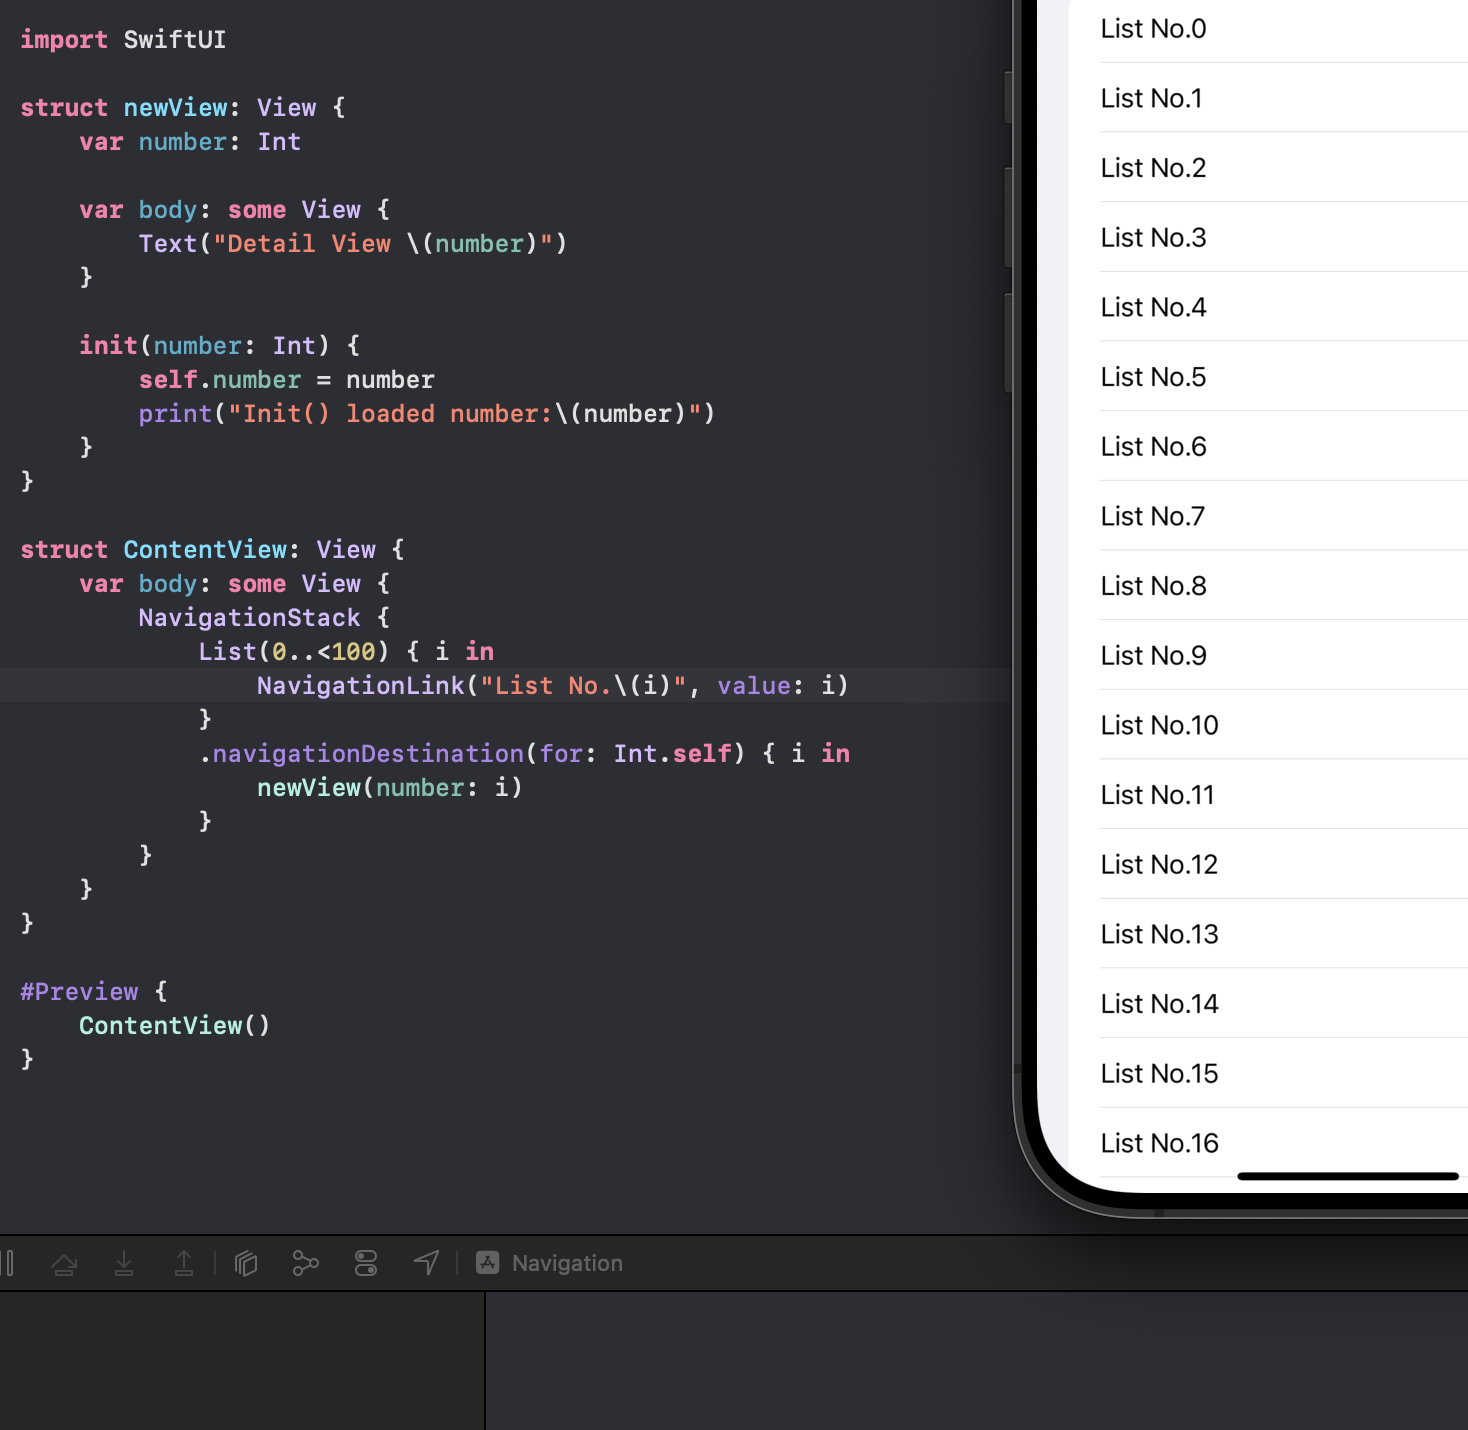 import SwiftUI
struct newView: View {
var number: Int
var body: some View {
Text("Detail View \(number)")
}
init(number: Int) {
self.number = number
print("Init() loaded number:\(number)")
}
}
struct ContentView: View {
var body: some View {
NavigationStack {
List(0..<100) { i in
NavigationLink("List No.\(i)", value: i)
}
.navigationDestination(for: Int.self) { i in
newView(number: i)
}
}
}
}
#Preview {
ContentView()
}
List No.0
List No.1
List No.2
List No.3
List No.4
List No.5
List No.6
List No.7
List No.8
List No.9
List No.10
List No.11
List No.12
List No.13
List No.14
List No.15
List No.16
Navigation